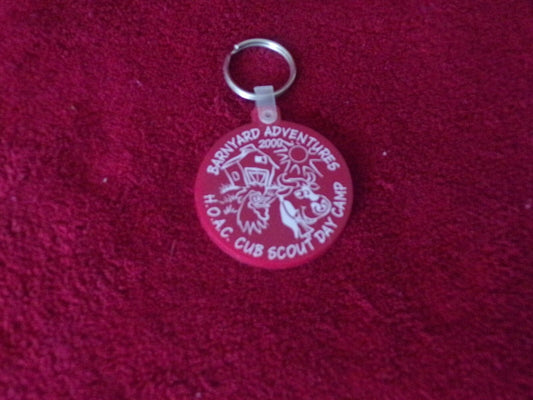 BARNYARD ADVENTURES
2000
H.O.A.C. CUB SCOUT DAY CAMP